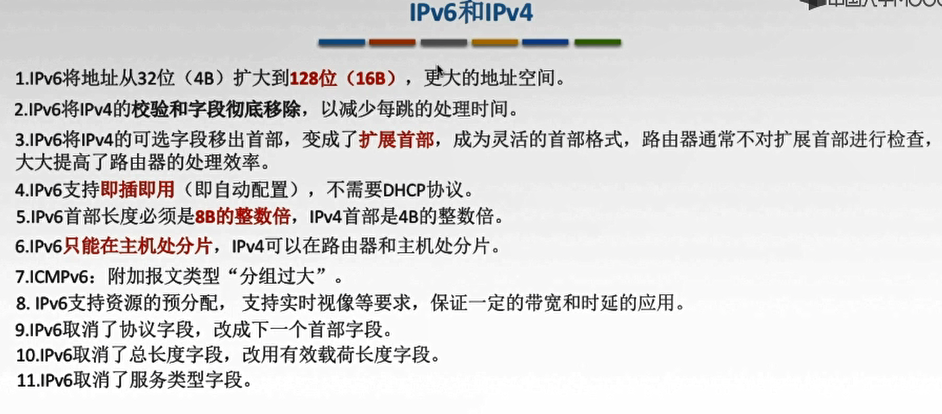 中国大学MOOC
IPv6和IPv4
1.IPv6将地址从32位（4B）扩大到128位（16B），更大的地址空间。
2.IPv6将IPv4的校验和字段彻底移除，以减少每跳的处理时间。
3.IPv6将IPv4的可选字段移出首部，变成了扩展首部，成为灵活的首部格式，路由器通常不对扩展首部进行检查，
大大提高了路由器的处理效率。
4.IPv6支持即插即用（即自动配置），不需要DHCP协议。
5.IPv6首部长度必须是8B的整数倍，IPv4首部是4B的整数倍。
6.IPv6只能在主机处分片，IPv4可以在路由器和主机处分片。
7.ICMPv6：附加报文类型“分组过大”。
8. IPv6支持资源的预分配， 支持实时视像等要求，保证一定的带宽和时延的应用。
9.IPv6取消了协议字段，改成下一个首部字段。
10.IPv6取消了总长度字段，改用有效载荷长度字段。
11.IPv6取消了服务类型字段。